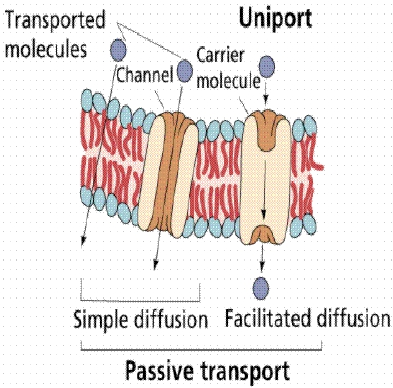 Transported
molecules
Uniport
Channel
Carrier
molecule
Simple diffusion
Facilitated diffusion
Passive transport